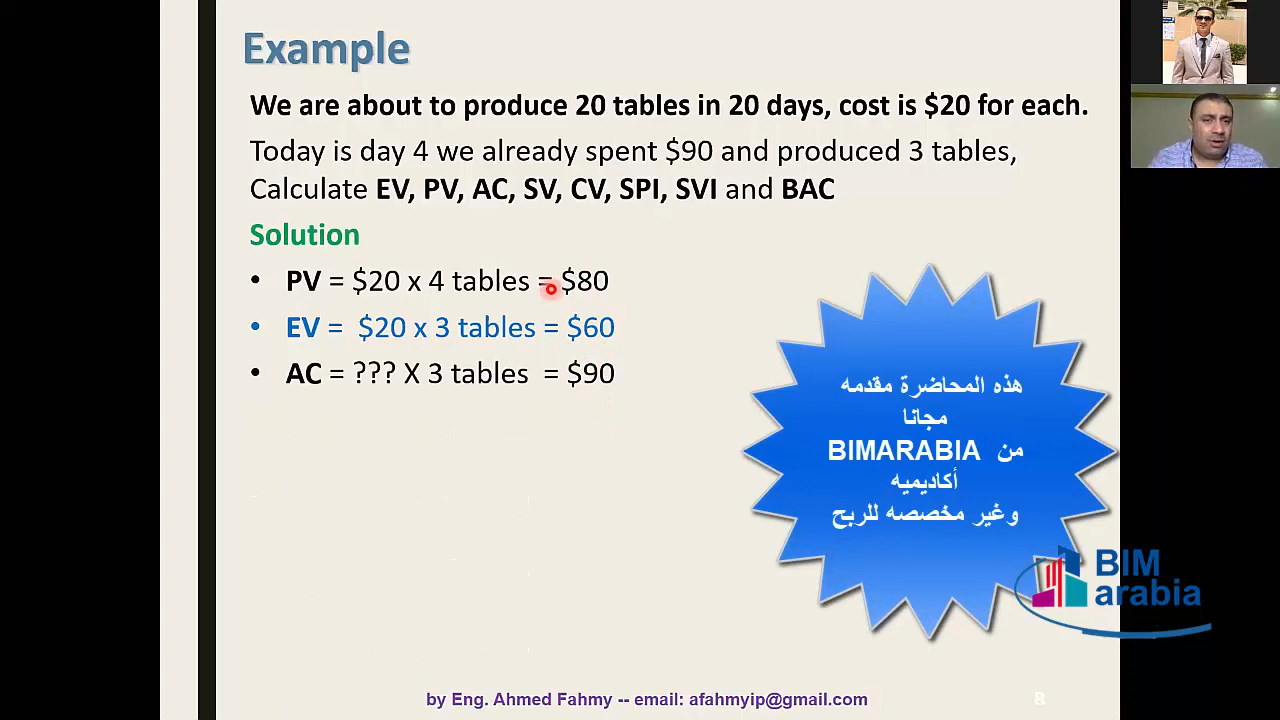 Example
We are about to produce 20 tables in 20 days, cost is $20 for each.
Today is day 4 we already spent $90 and produced 3 tables,
Calculate EV, PV, AC, SV, CV, SPI, SVI and BAC
Solution
• PV = $20 x 4 tables = $80
• EV = $20 x 3 tables = $60
• AC = ??? X 3 tables = $90
هذه المحاضرة مقدمه
مجانا
من BIMARABIA
أكاديميه
وغير مخصصه للربح
BIM
arabia
by Eng. Ahmed Fahmy -- email: afahmyip@gmail.com
8